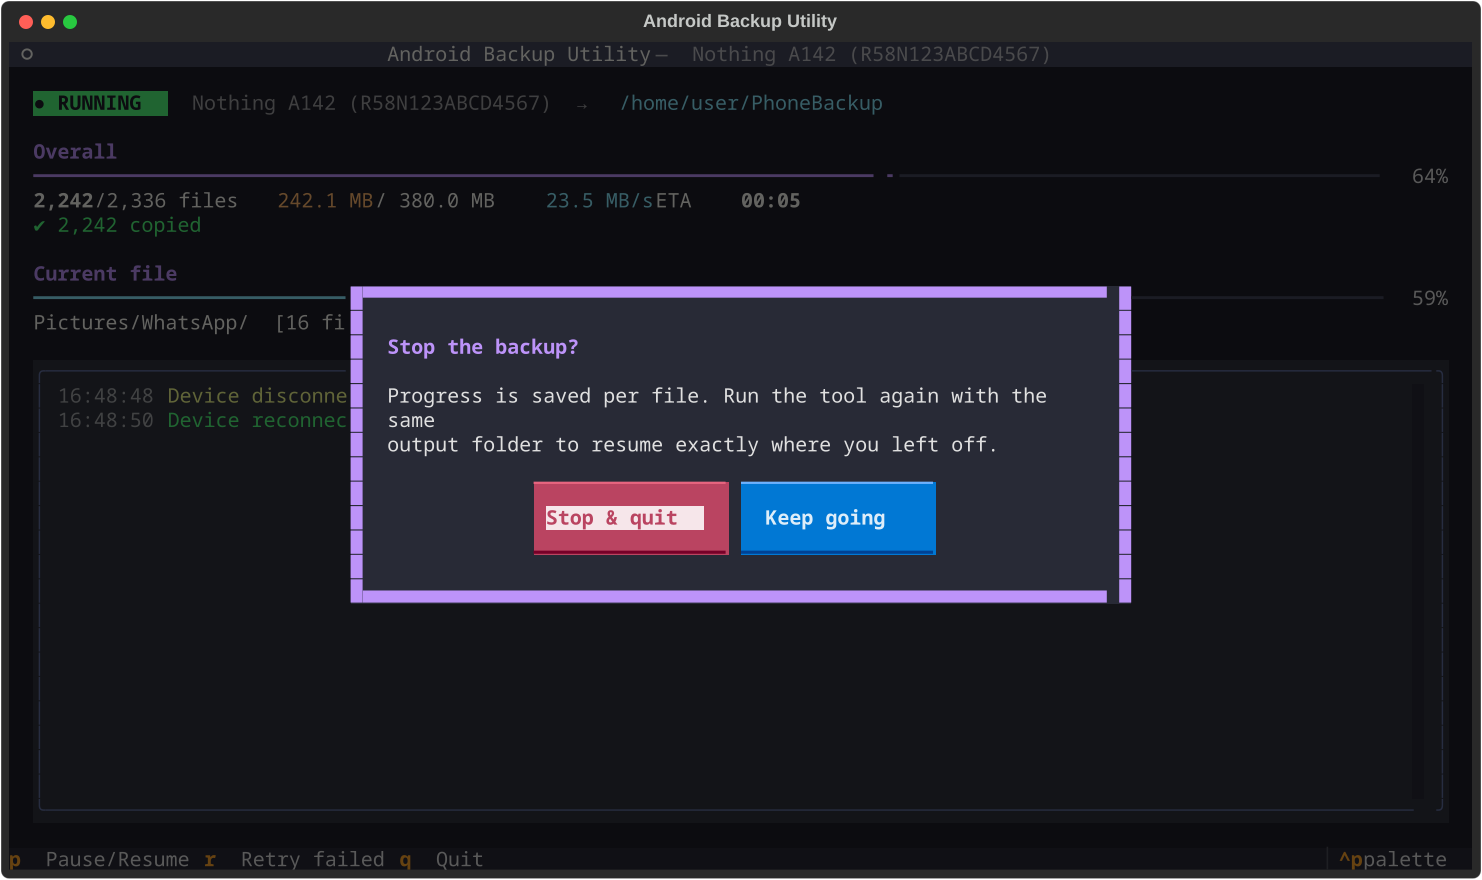 Android Backup Utility
Android Backup Utility — Nothing A142 (R58N123ABCD4567)
● RUNNING Nothing A142 (R58N123ABCD4567) → /home/user/PhoneBackup
Overall
64%
2,242/2,336 files 242.1 MB/ 380.0 MB 23.5 MB/sETA 00:05
✔ 2,242 copied
Current file
59%
Pictures/WhatsApp/ [16 fi
Stop the backup?
16:48:48 Device disconne
16:48:50 Device reconnec
Progress is saved per file. Run the tool again with the
same
output folder to resume exactly where you left off.
Stop & quit Keep going
p Pause/Resume r Retry failed q Quit ^ppalette